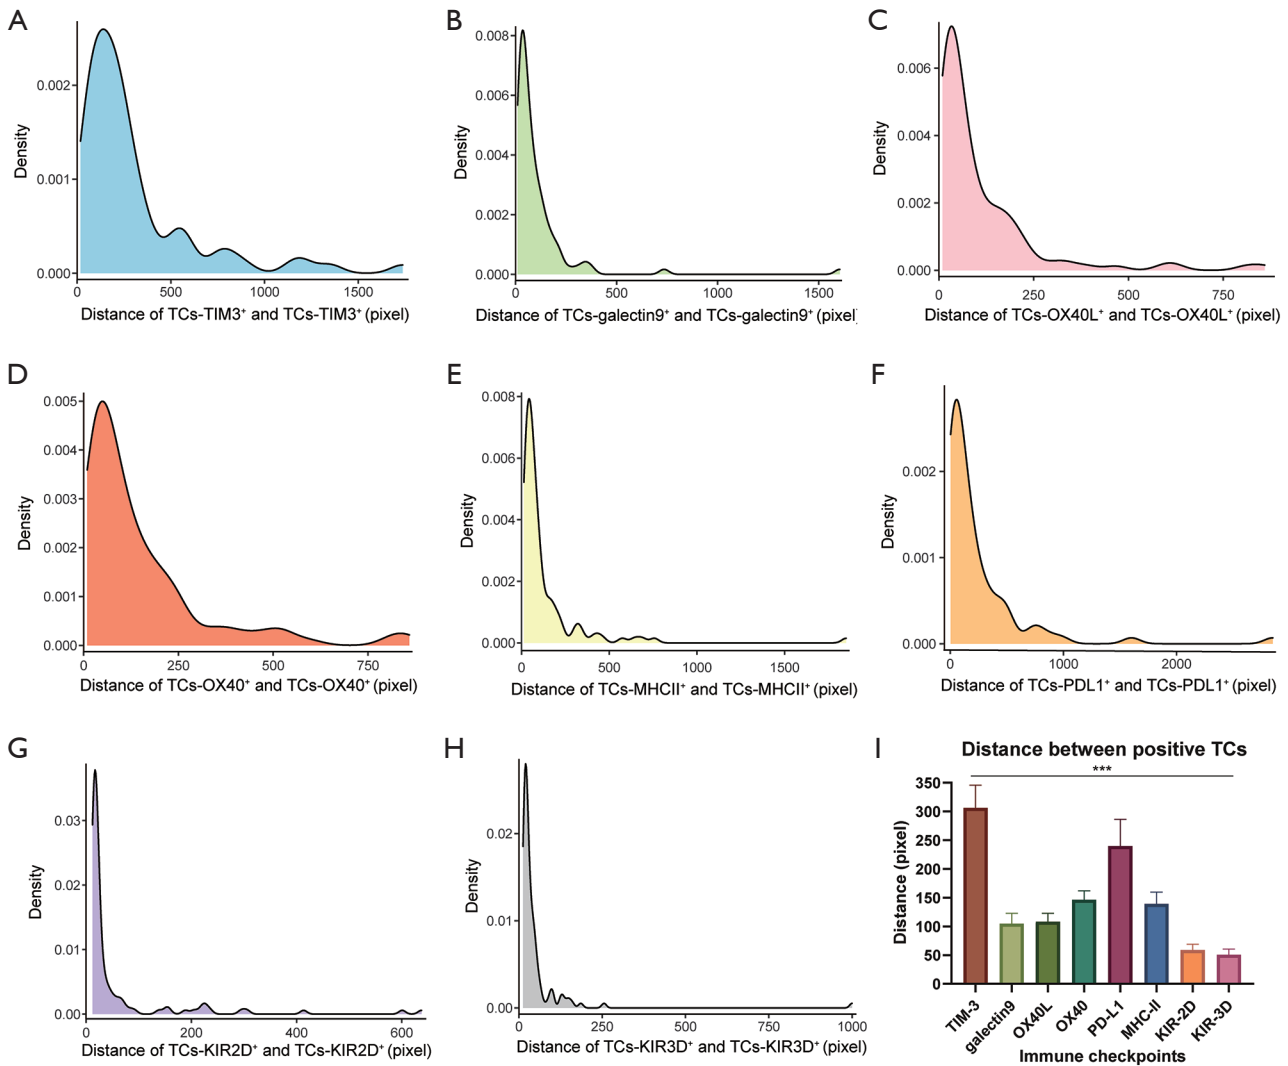 A
Density
0.002
0.001
0.000
0
500
1000
1500
Distance of TCs-TIM3⁺ and TCs-TIM3⁺ (pixel)
B
Density
0.008
0.006
0.004
0.002
0.000
0
500
1000
1500
Distance of TCs-galectin9⁺ and TCs-galectin9⁺ (pixel
C
Density
0.006
0.004
0.002
0.000
0
250
500
750
Distance of TCs-OX40L⁺ and TCs-OX40L⁺ (pixel)
D
Density
0.005
0.004
0.003
0.002
0.001
0.000
0
250
500
750
Distance of TCs-OX40⁺ and TCs-OX40⁺ (pixel)
E
Density
0.008
0.006
0.004
0.002
0.000
0
500
1000
1500
Distance of TCs-MHCII⁺ and TCs-MHCII⁺ (pixel)
F
Density
0.002
0.001
0.000
0
1000
2000
Distance of TCs-PDL1⁺ and TCs-PDL1⁺ (pixel)
G
Density
0.03
0.02
0.01
0.00
0
200
400
600
Distance of TCs-KIR2D⁺ and TCs-KIR2D⁺ (pixel)
H
Density
0.02
0.01
0.00
0
250
500
750
1000
Distance of TCs-KIR3D⁺ and TCs-KIR3D⁺ (pixel)
I
Distance between positive TCs
***
Distance (pixel)
350
300
250
200
150
100
50
0
TIM-3
galectin9
OX40L
OX40
PD-L1
MHC-II
KIR-2D
KIR-3D
Immune checkpoints